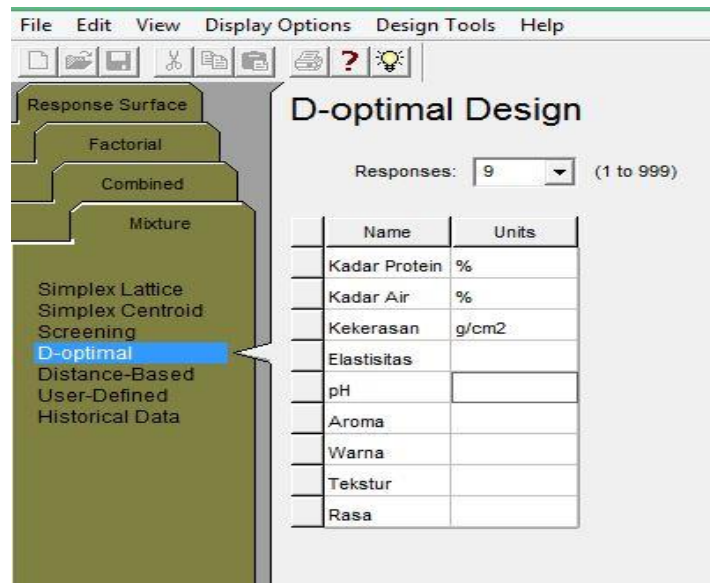 File Edit View Display Options Design Tools Help
Response Surface
Factorial
Combined
Mixture
Simplex Lattice
Simplex Centroid
Screening
D-optimal
Distance-Based
User-Defined
Historical Data
D-optimal Design
Responses: 9 (1 to 999)
Name Units
Kadar Protein %
Kadar Air %
Kekerasan g/cm2
Elastisitas
pH
Aroma
Warna
Tekstur
Rasa